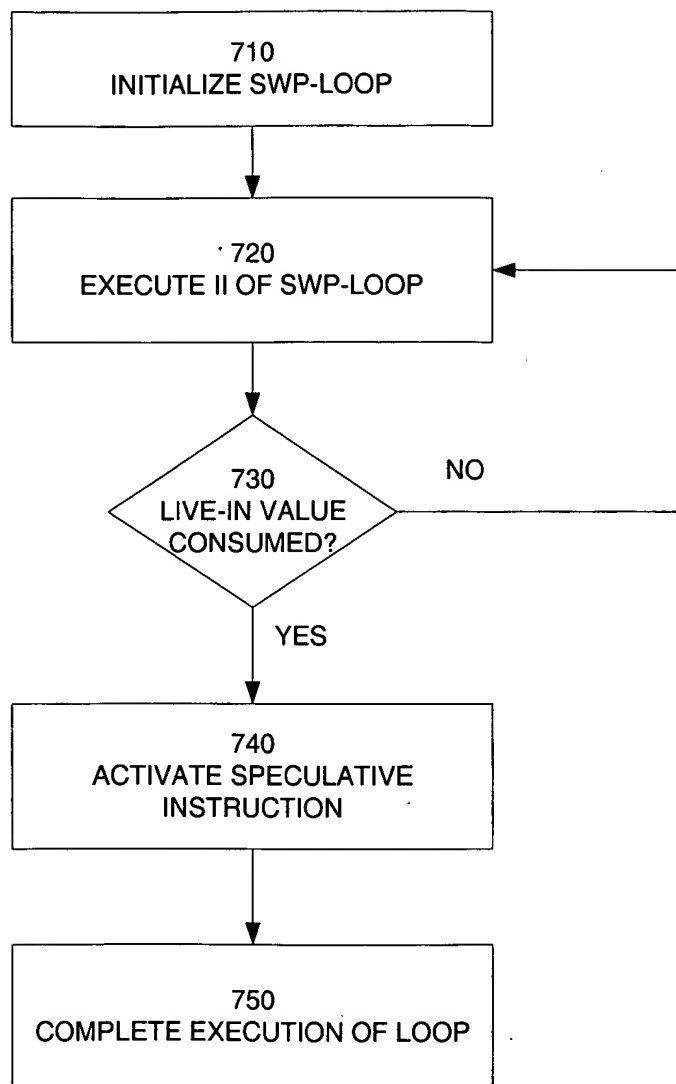 710
INITIALIZE SWP-LOOP
720
EXECUTE II OF SWP-LOOP
730
LIVE-IN VALUE
CONSUMED?
NO
YES
740
ACTIVATE SPECULATIVE
INSTRUCTION
750
COMPLETE EXECUTION OF LOOP